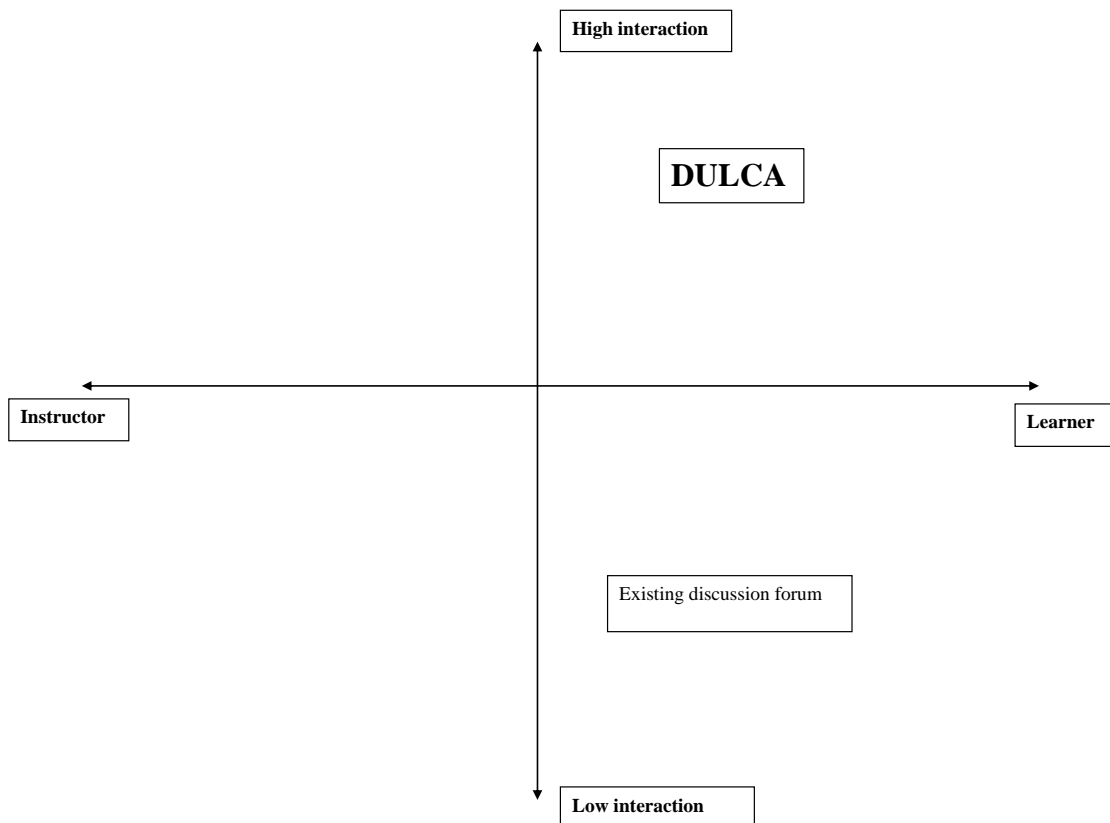 High interaction
DULCA
Instructor
Learner
Existing discussion forum
Low interaction